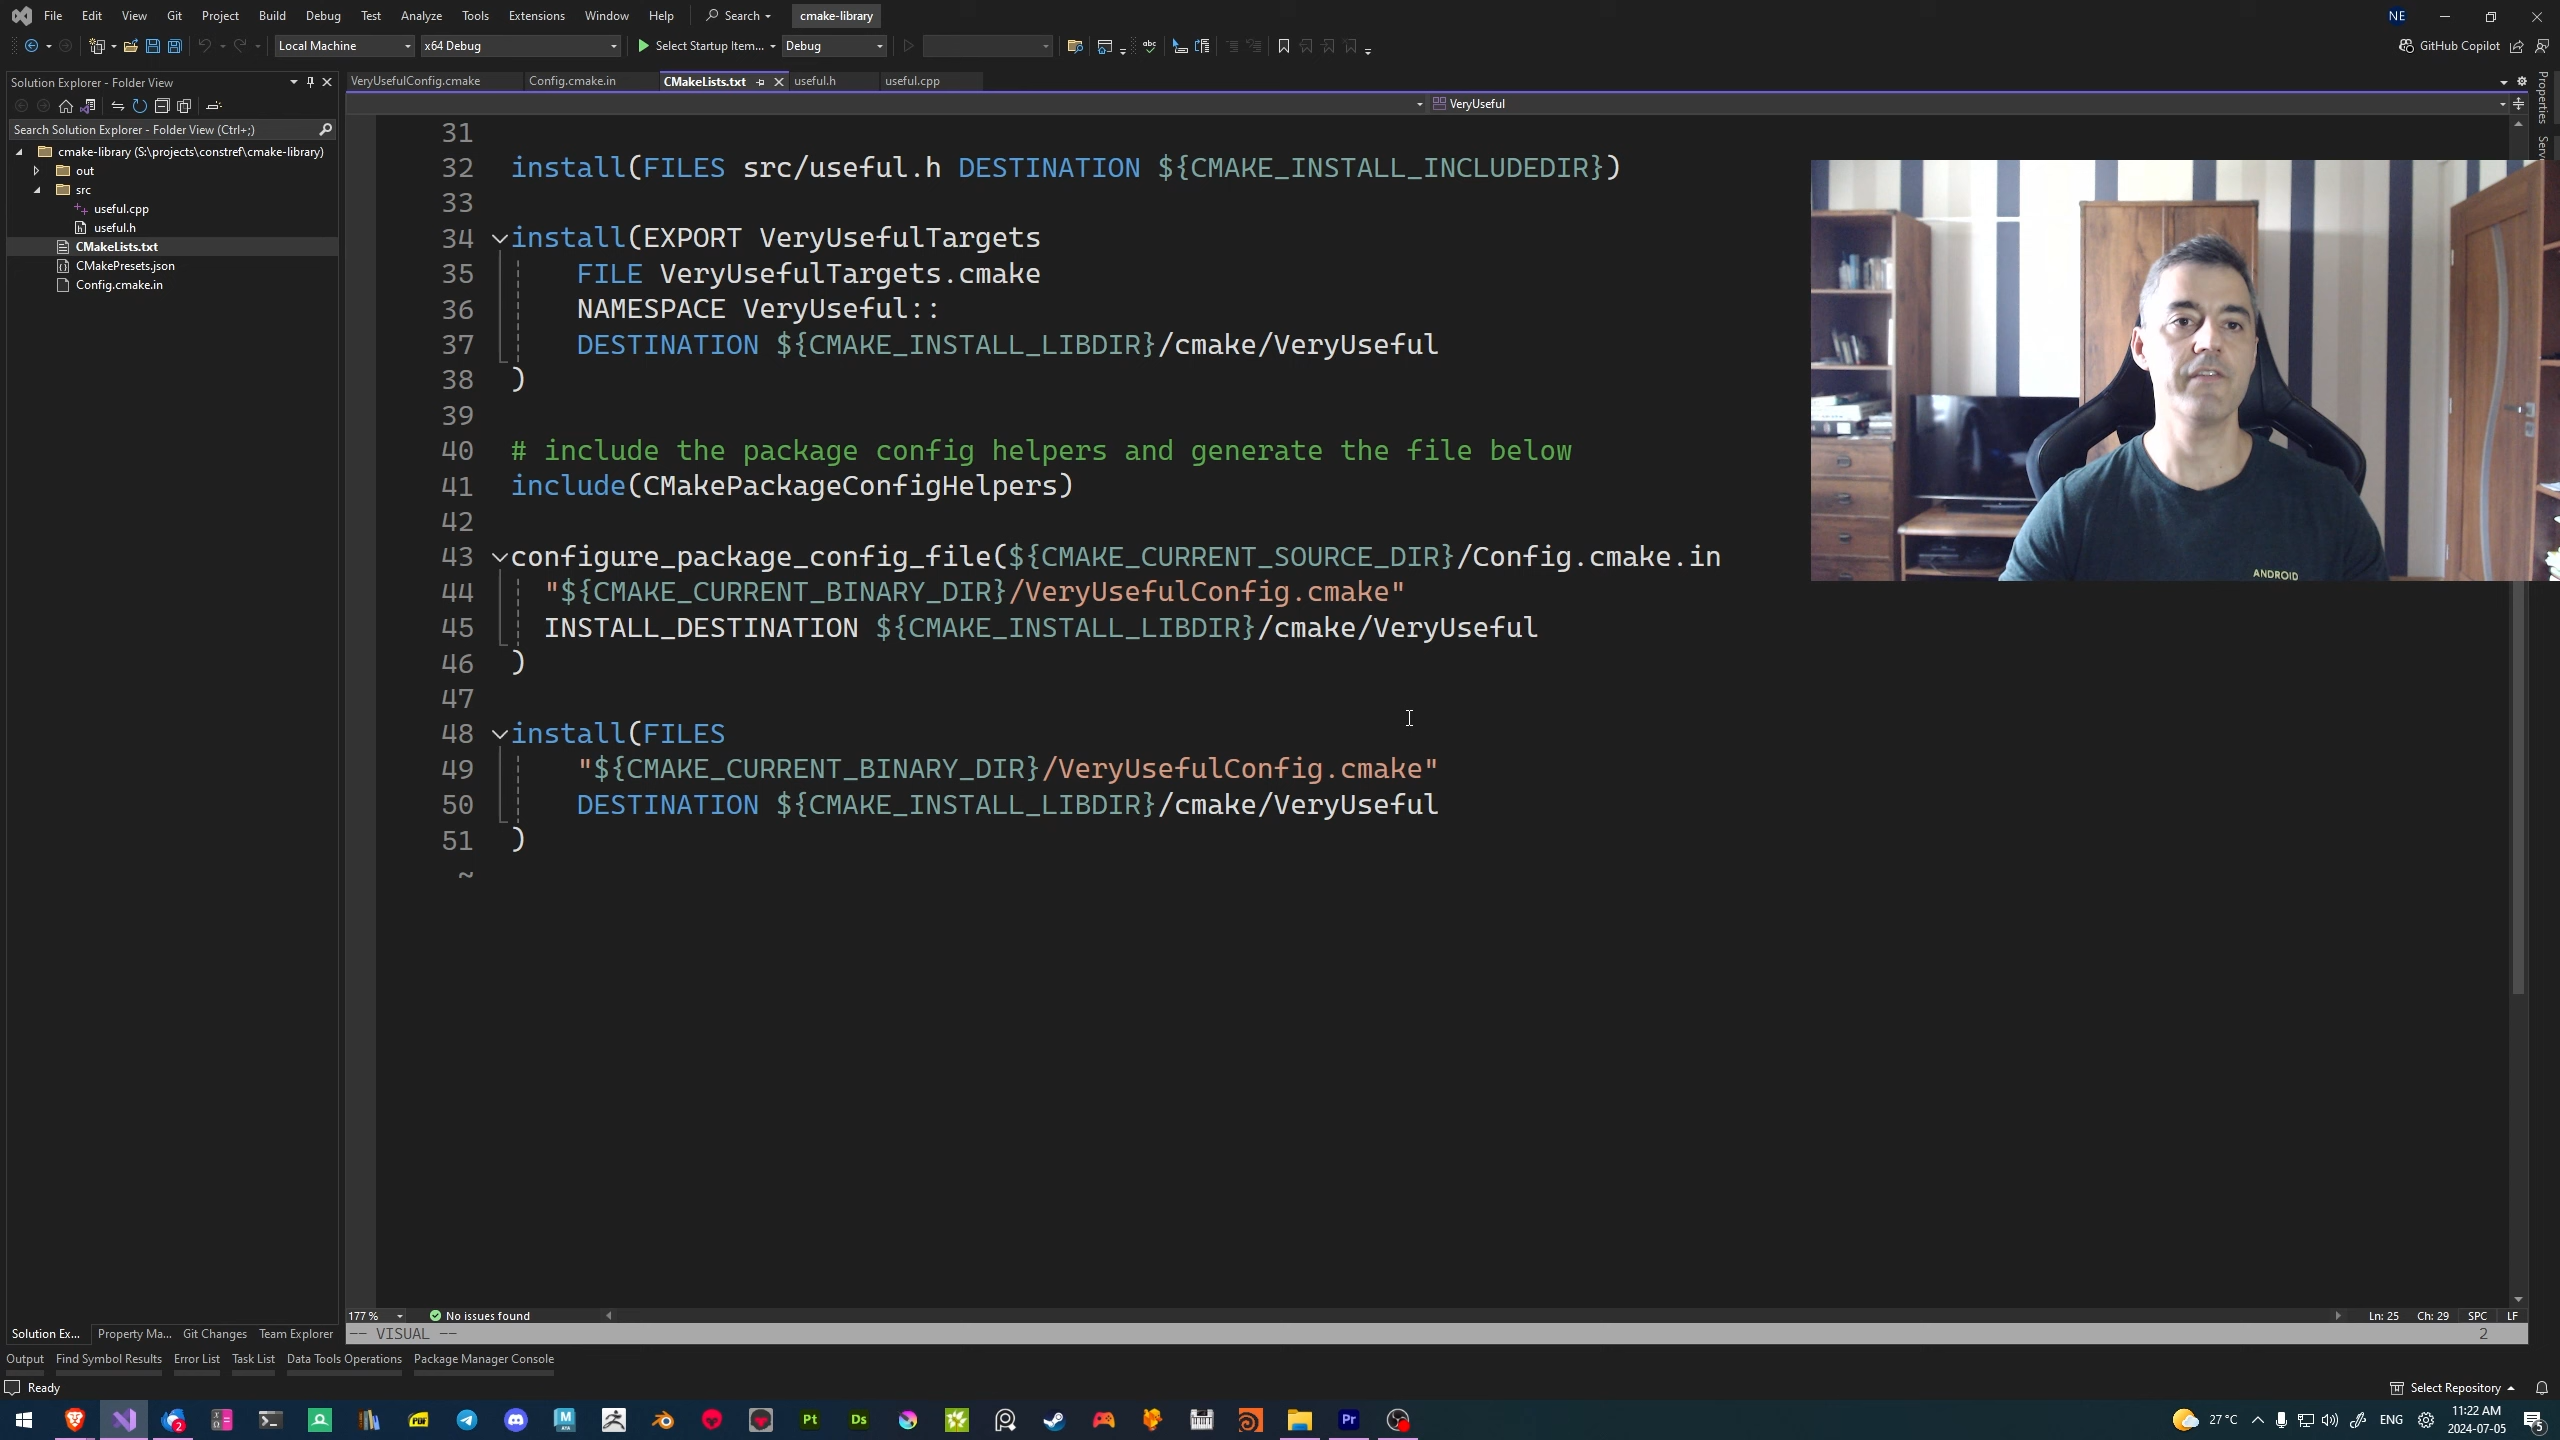 File Edit View Git Project Build Debug Test Analyze Tools Extensions Window Help Search cmake-library NE
Local Machine x64 Debug Select Startup Item... Debug GitHub Copilot
Solution Explorer - Folder View
Search Solution Explorer - Folder View (Ctrl+;)
cmake-library (S:\projects\constref\cmake-library)
out
src
useful.cpp
useful.h
CMakeLists.txt
CMakePresets.json
Config.cmake.in
VeryUsefulConfig.cmake Config.cmake.in CMakeLists.txt useful.h useful.cpp
VeryUseful
Properties
31
32 install(FILES src/useful.h DESTINATION ${CMAKE_INSTALL_INCLUDEDIR})
33
34 install(EXPORT VeryUsefulTargets
35 FILE VeryUsefulTargets.cmake
36 NAMESPACE VeryUseful::
37 DESTINATION ${CMAKE_INSTALL_LIBDIR}/cmake/VeryUseful
38 )
39
40 # include the package config helpers and generate the file below
41 include(CMakePackageConfigHelpers)
42
43 configure_package_config_file(${CMAKE_CURRENT_SOURCE_DIR}/Config.cmake.in
44 "${CMAKE_CURRENT_BINARY_DIR}/VeryUsefulConfig.cmake"
45 INSTALL_DESTINATION ${CMAKE_INSTALL_LIBDIR}/cmake/VeryUseful
46 )
47
48 install(FILES
49 "${CMAKE_CURRENT_BINARY_DIR}/VeryUsefulConfig.cmake"
50 DESTINATION ${CMAKE_INSTALL_LIBDIR}/cmake/VeryUseful
51 )
~
ANDROID
177 % No issues found Ln: 25 Ch: 29 SPC LF
-- VISUAL -- 2
Solution Ex... Property Ma... Git Changes Team Explorer
Output Find Symbol Results Error List Task List Data Tools Operations Package Manager Console
Ready Select Repository
2 PDF M Pt Ds Pr 27°C ENG 11:22 AM
2024-07-05 5